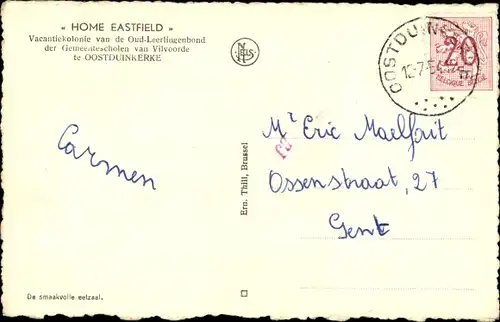 « HOME EASTFIELD »
Vacantiekolonie van de Oud-Leerlingenbond
der Gemeentescholen van Vilvoorde
te OOSTDUINKERKE
NELS
20
BELGIQUE-BELGIE
Carmen
Mr Eric Maelfait
Ossenstraat, 27
Gent
Ern. Thill, Brussel
De smaakvolle eetzaal.